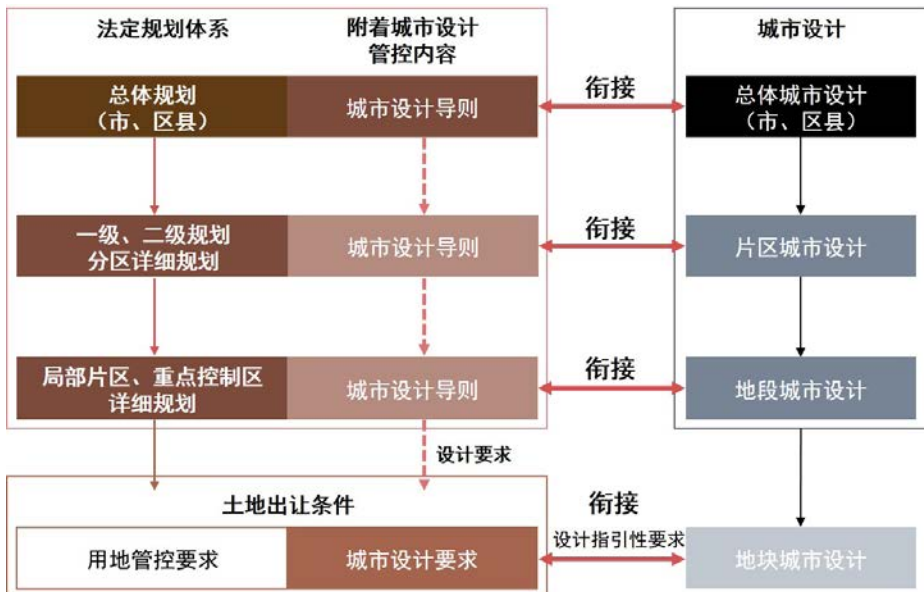 法定规划体系
附着城市设计
管控内容
城市设计
总体规划
（市、区县）
城市设计导则
衔接
总体城市设计
（市、区县）
一级、二级规划
分区详细规划
城市设计导则
衔接
片区城市设计
局部片区、重点控制区
详细规划
城市设计导则
衔接
地段城市设计
设计要求
土地出让条件
衔接
用地管控要求
城市设计要求
设计指引性要求
地块城市设计